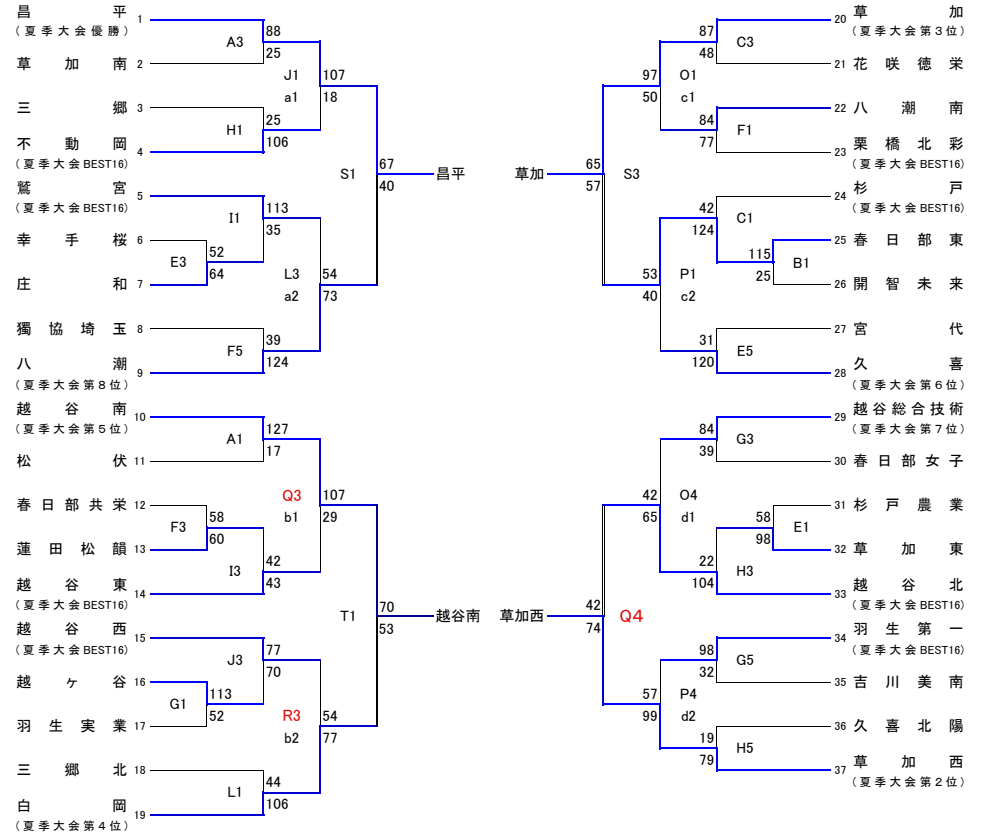 昌平 1
(夏季大会優勝)
草加南 2
三郷 3
不動岡 4
(夏季大会BEST16)
鷲宮 5
(夏季大会BEST16)
幸手桜 6
庄和 7
獨協埼玉 8
八潮 9
(夏季大会第8位)
越谷南 10
(夏季大会第5位)
松伏 11
春日部共栄 12
蓮田松韻 13
越谷東 14
(夏季大会BEST16)
越谷西 15
(夏季大会BEST16)
越ヶ谷 16
羽生実業 17
三郷北 18
白岡 19
(夏季大会第4位)
A3 88 25
H1 25 106
J1 107 18
a1
I1 113 35
E3 52 64
F5 39 124
L3 54 73
a2
S1 67 40
昌平
A1 127 17
F3 58 60
I3 42 43
Q3 107 29
b1
J3 77 70
G1 113 52
L1 44 106
R3 54 77
b2
T1 70 53
越谷南
草加
65 57 S3
97 50 O1
c1
87 48 C3
84 77 F1
42 124 C1
115 25 B1
53 40 P1
c2
31 120 E5
草加西
42 74 Q4
84 39 G3
42 65 O4
d1
58 98 E1
22 104 H3
98 32 G5
57 99 P4
d2
19 79 H5
20 草加
(夏季大会第3位)
21 花咲徳栄
22 八潮南
23 栗橋北彩
(夏季大会BEST16)
24 杉戸
(夏季大会BEST16)
25 春日部東
26 開智未来
27 宮代
28 久喜
(夏季大会第6位)
29 越谷総合技術
(夏季大会第7位)
30 春日部女子
31 杉戸農業
32 草加東
33 越谷北
(夏季大会BEST16)
34 羽生第一
(夏季大会BEST16)
35 吉川美南
36 久喜北陽
37 草加西
(夏季大会第2位)